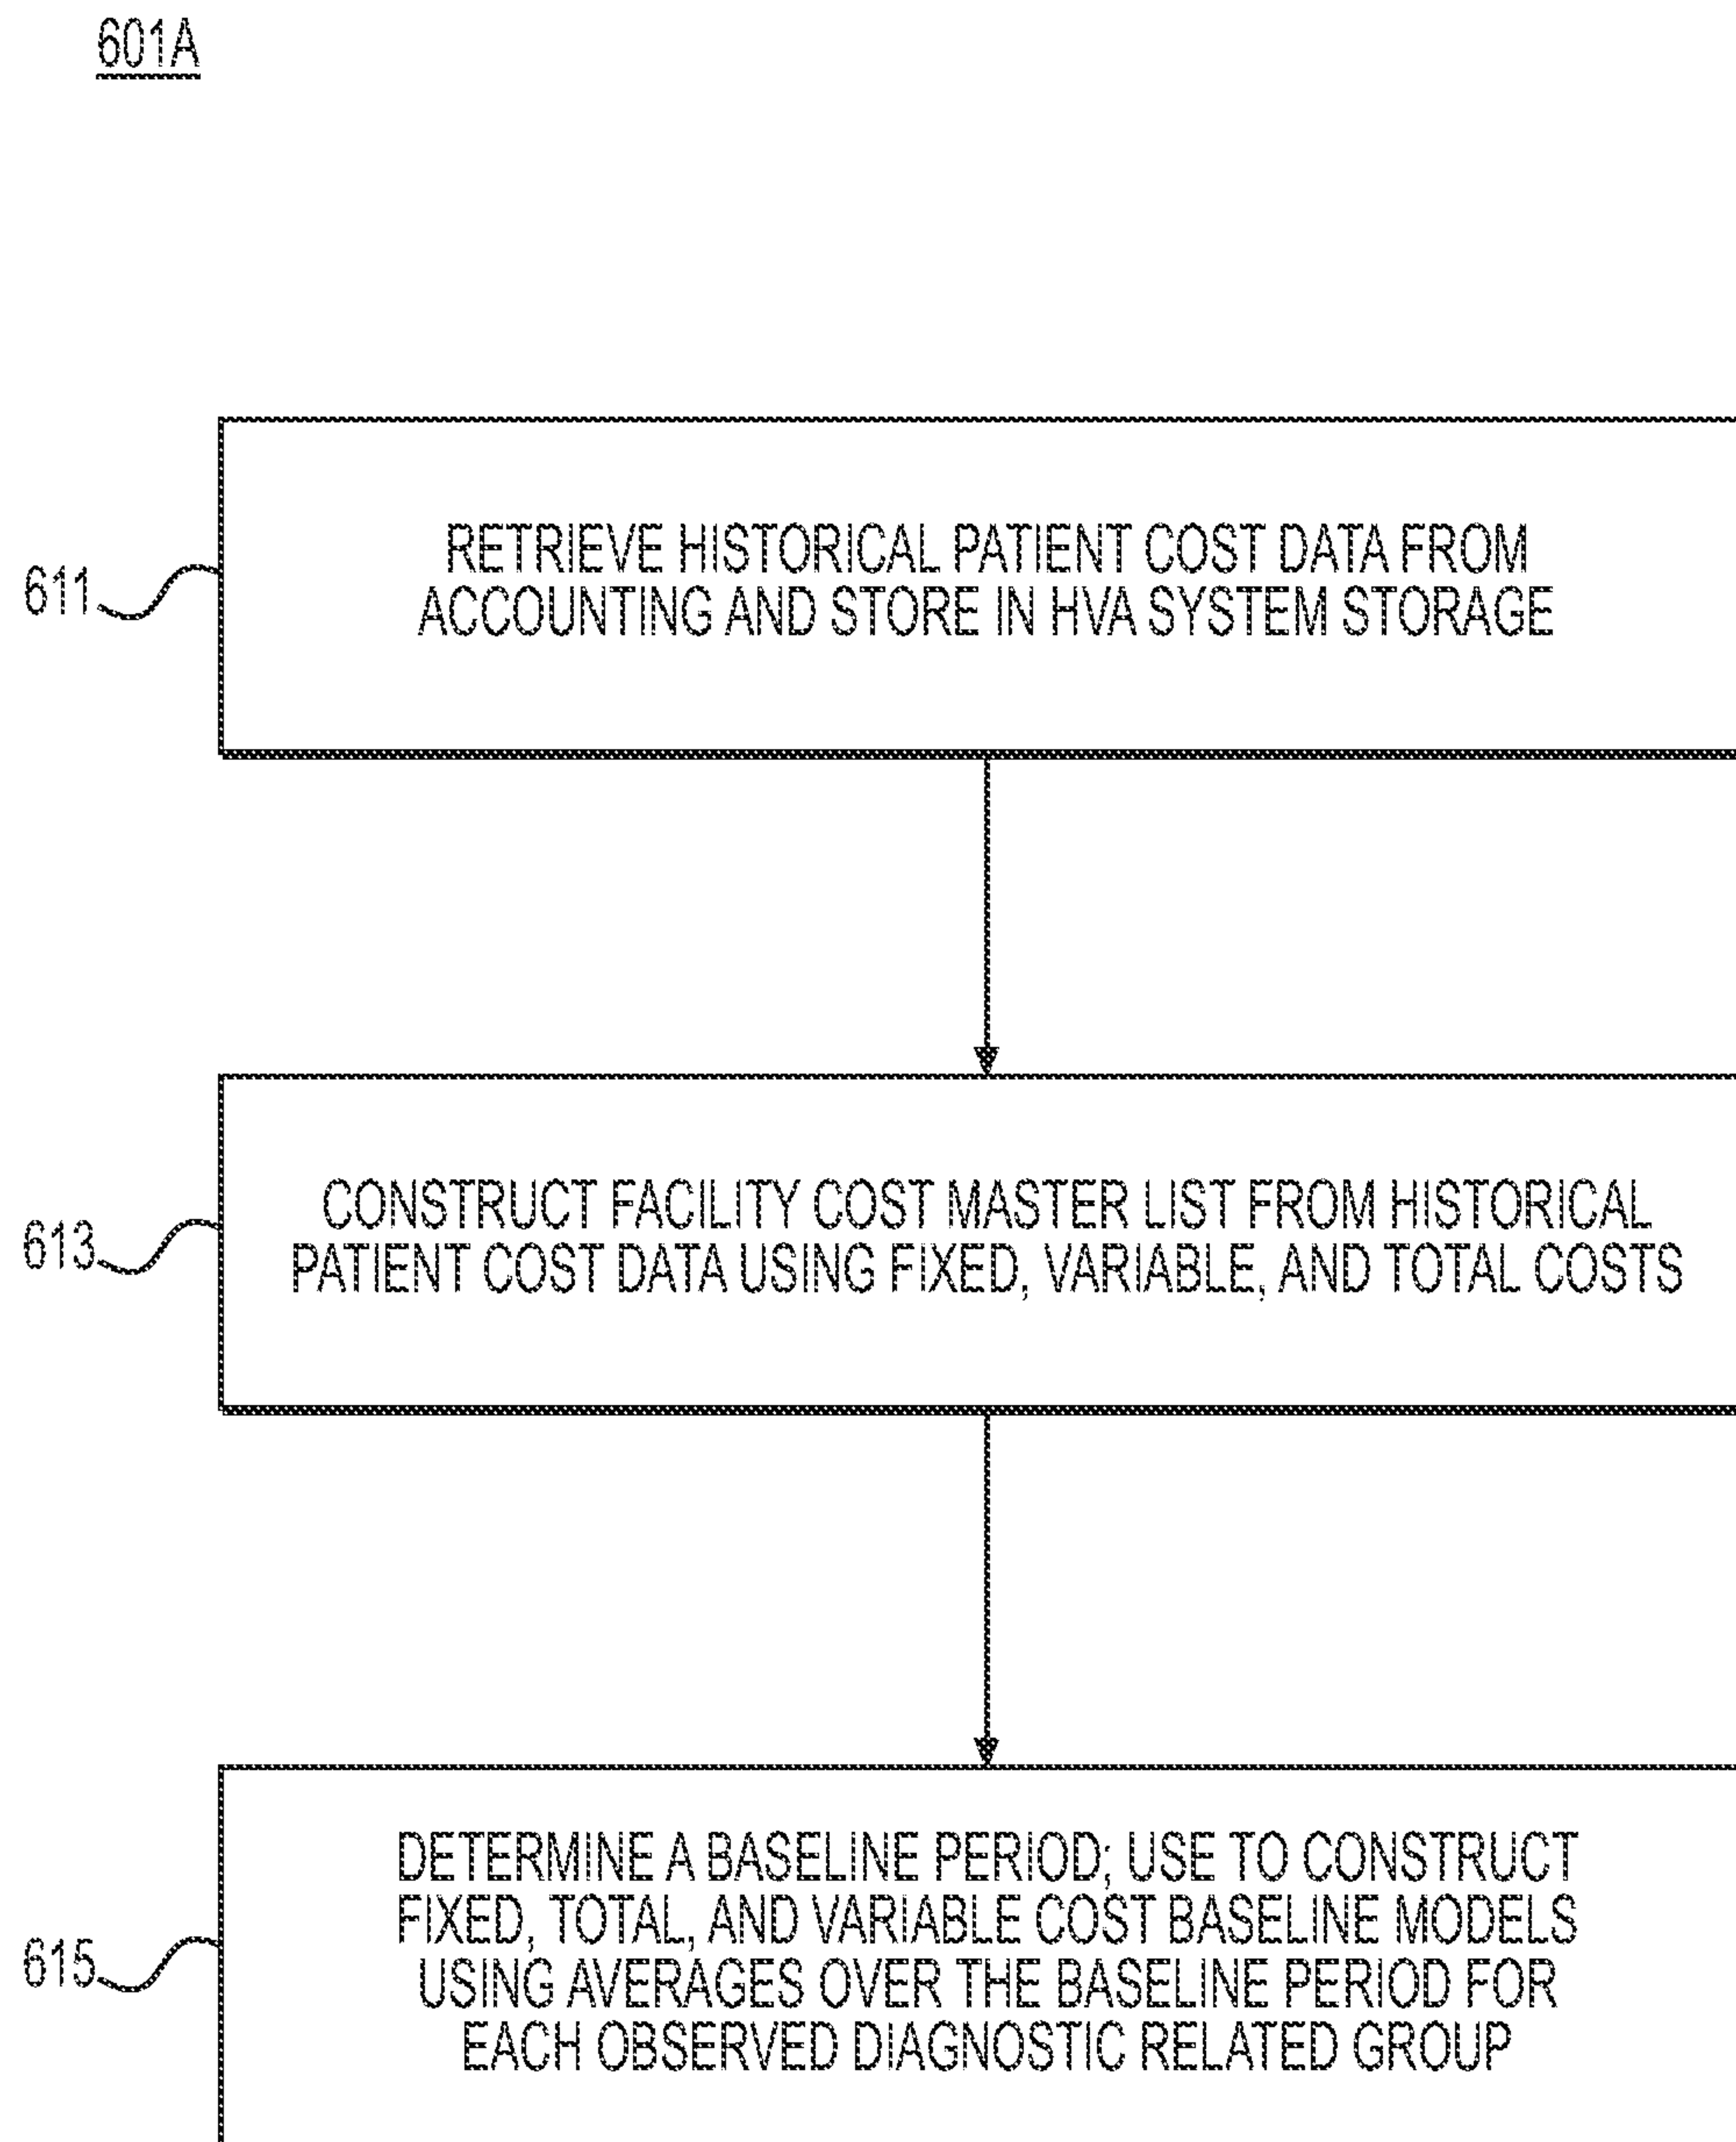 601A
RETRIEVE HISTORICAL PATIENT COST DATA FROM
ACCOUNTING AND STORE IN HVA SYSTEM STORAGE
611
CONSTRUCT FACILITY COST MASTER LIST FROM HISTORICAL
PATIENT COST DATA USING FIXED, VARIABLE, AND TOTAL COSTS
613
DETERMINE A BASELINE PERIOD; USE TO CONSTRUCT
FIXED, TOTAL, AND VARIABLE COST BASELINE MODELS
USING AVERAGES OVER THE BASELINE PERIOD FOR
EACH OBSERVED DIAGNOSTIC RELATED GROUP
615